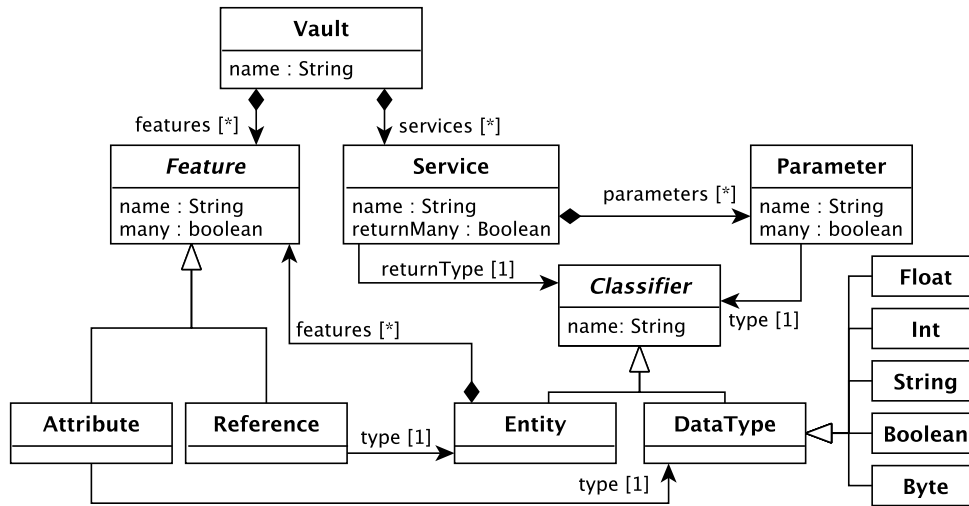 Vault
name : String
features [*]
services [*]
Feature
name : String
many : boolean
Service
name : String
returnMany : Boolean
parameters [*]
Parameter
name : String
many : boolean
returnType [1]
Classifier
name: String
type [1]
features [*]
Float
Int
String
Boolean
Byte
Attribute
Reference
type [1]
Entity
DataType
type [1]